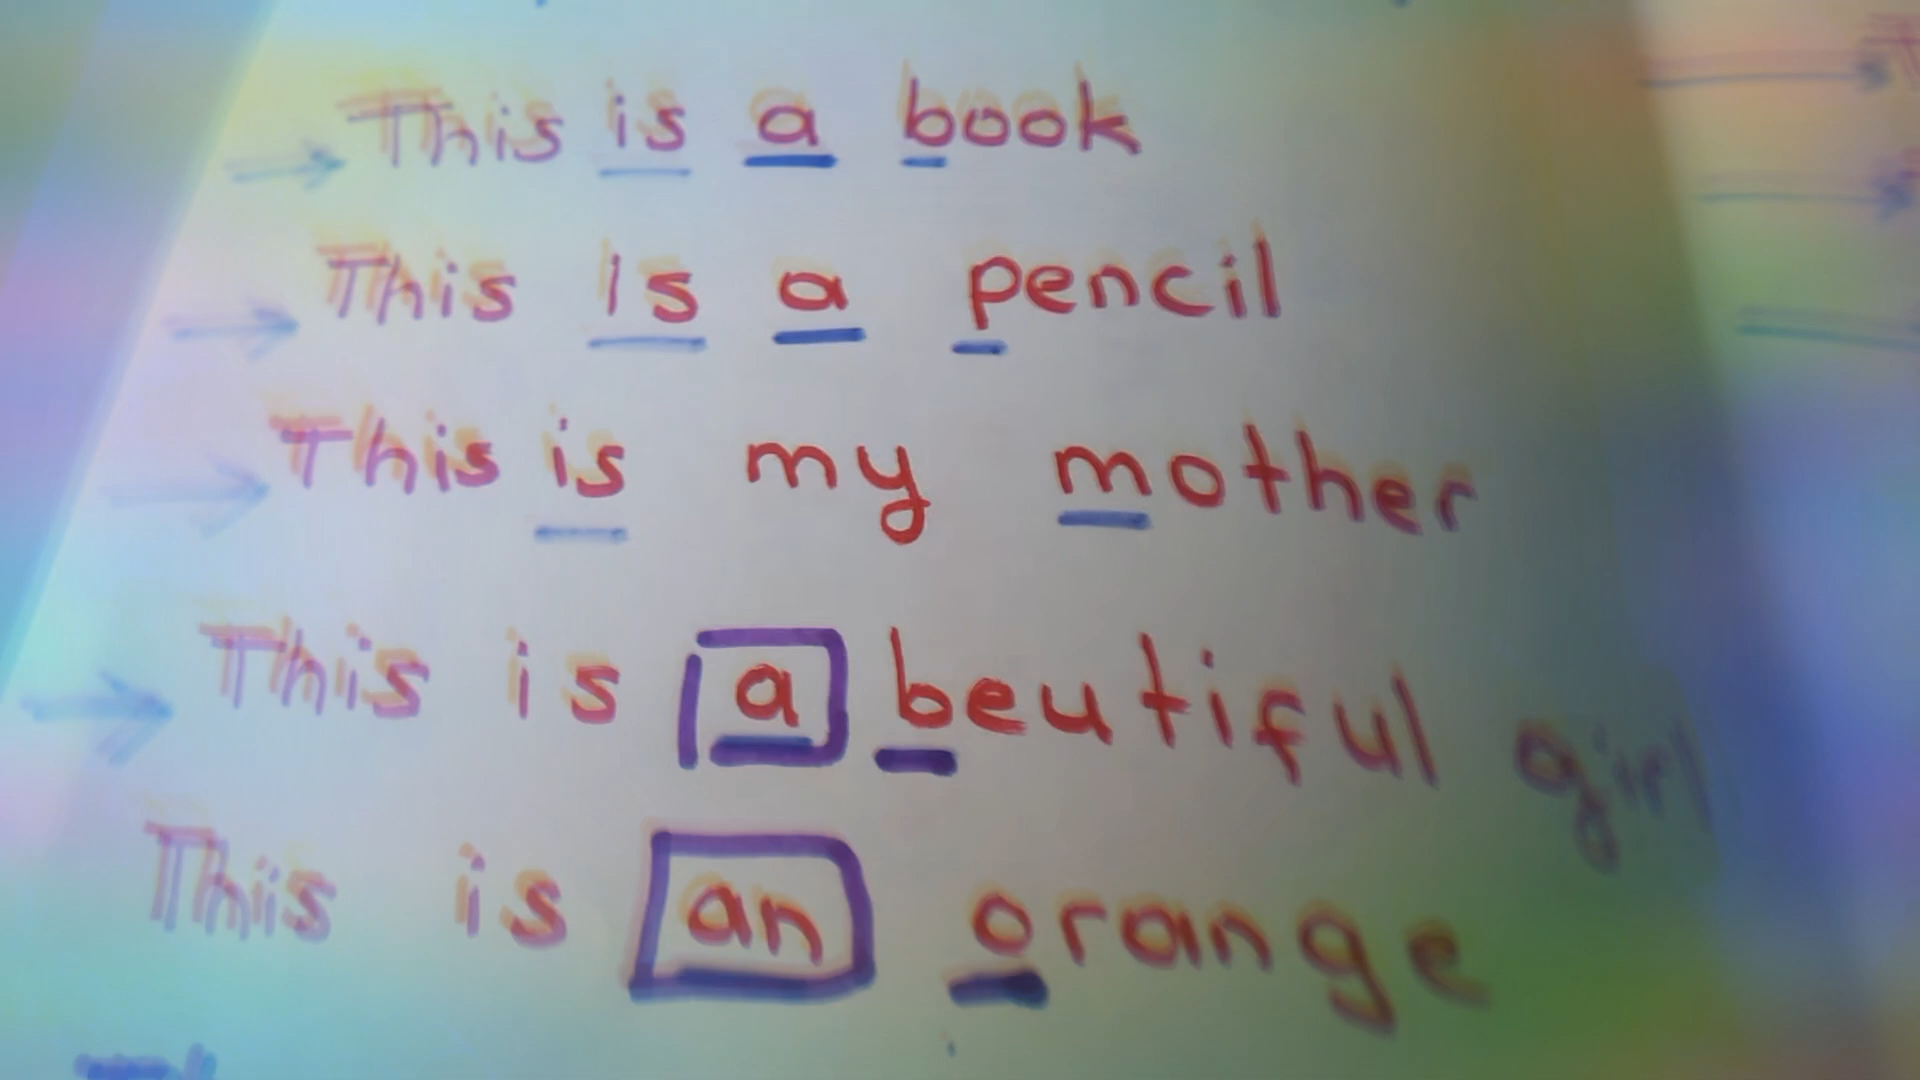 This is a book
This is a pencil
This is my mother
This is a beutiful girl
This is an orange